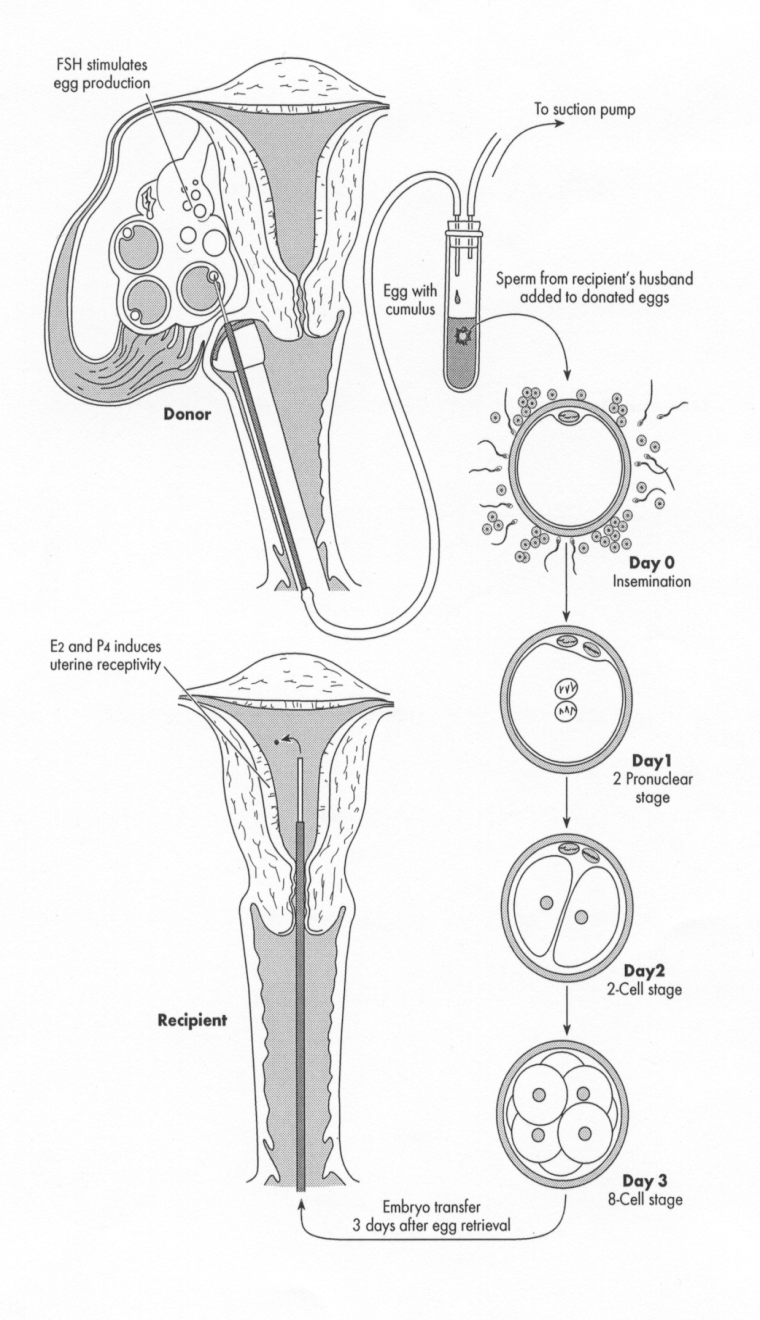 FSH stimulates
egg production
To suction pump
Egg with
cumulus
Sperm from recipient's husband
added to donated eggs
Donor
Day 0
Insemination
E2 and P4 induces
uterine receptivity
Day1
2 Pronuclear
stage
Day2
2-Cell stage
Recipient
Day 3
8-Cell stage
Embryo transfer
3 days after egg retrieval